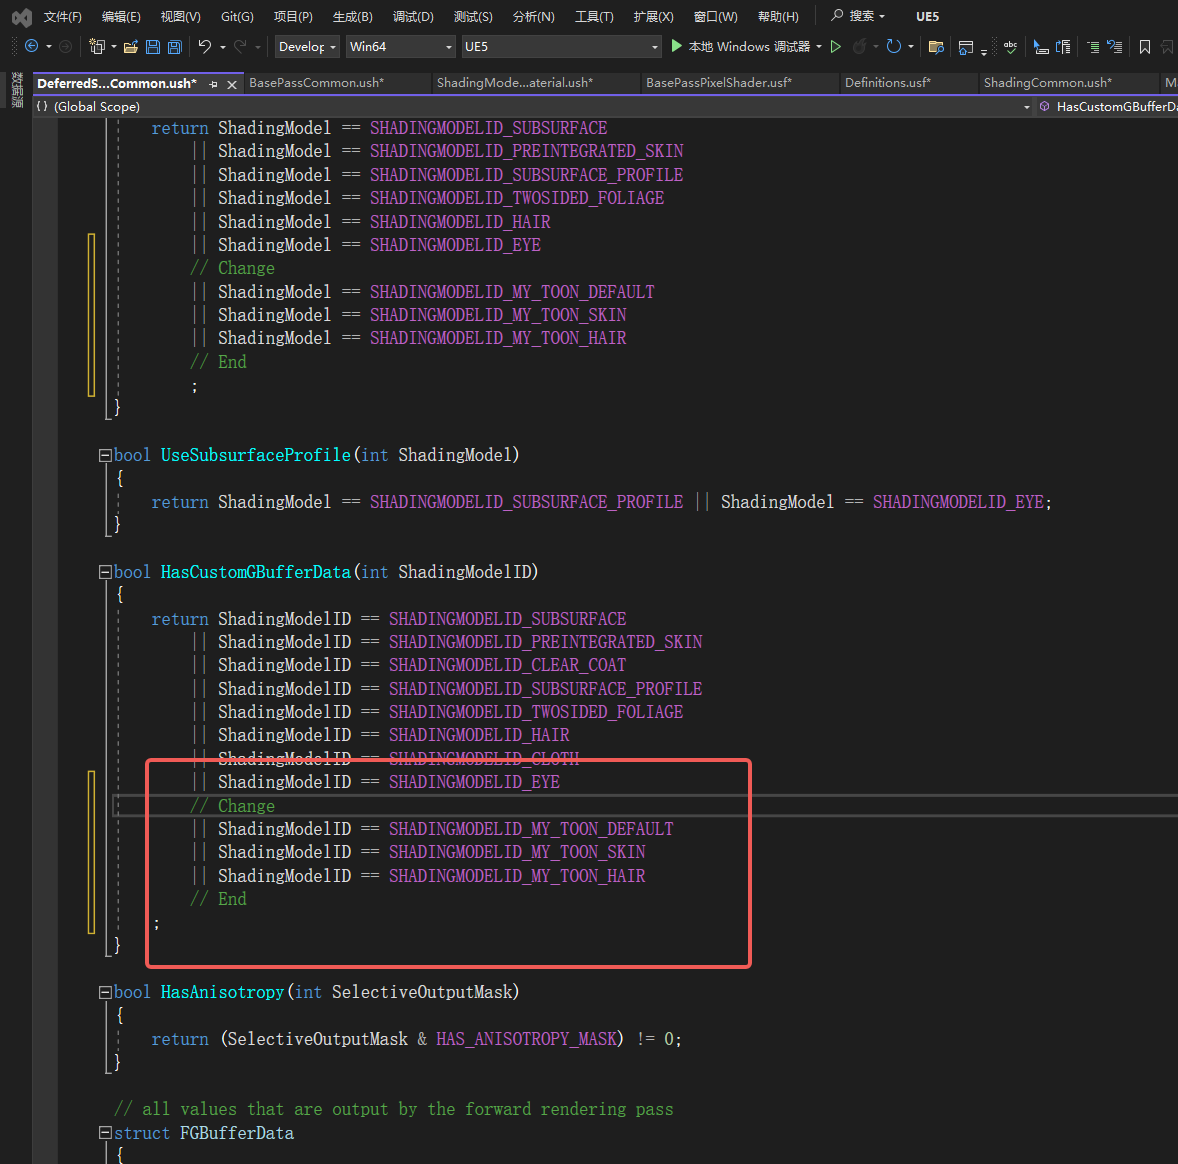 文件(F) 编辑(E) 视图(V) Git(G) 项目(P) 生成(B) 调试(D) 测试(S) 分析(N) 工具(T) 扩展(X) 窗口(W) 帮助(H) 搜索 UE5
Develop Win64 UE5 本地 Windows 调试器 abc
数据源
DeferredS...Common.ush* BasePassCommon.ush* ShadingMode...aterial.ush* BasePassPixelShader.usf* Definitions.usf* ShadingCommon.ush* M
{} (Global Scope) HasCustomGBufferDa
return ShadingModel == SHADINGMODELID_SUBSURFACE
|| ShadingModel == SHADINGMODELID_PREINTEGRATED_SKIN
|| ShadingModel == SHADINGMODELID_SUBSURFACE_PROFILE
|| ShadingModel == SHADINGMODELID_TWOSIDED_FOLIAGE
|| ShadingModel == SHADINGMODELID_HAIR
|| ShadingModel == SHADINGMODELID_EYE
// Change
|| ShadingModel == SHADINGMODELID_MY_TOON_DEFAULT
|| ShadingModel == SHADINGMODELID_MY_TOON_SKIN
|| ShadingModel == SHADINGMODELID_MY_TOON_HAIR
// End
;
}
bool UseSubsurfaceProfile(int ShadingModel)
{
return ShadingModel == SHADINGMODELID_SUBSURFACE_PROFILE || ShadingModel == SHADINGMODELID_EYE;
}
bool HasCustomGBufferData(int ShadingModelID)
{
return ShadingModelID == SHADINGMODELID_SUBSURFACE
|| ShadingModelID == SHADINGMODELID_PREINTEGRATED_SKIN
|| ShadingModelID == SHADINGMODELID_CLEAR_COAT
|| ShadingModelID == SHADINGMODELID_SUBSURFACE_PROFILE
|| ShadingModelID == SHADINGMODELID_TWOSIDED_FOLIAGE
|| ShadingModelID == SHADINGMODELID_HAIR
|| ShadingModelID == SHADINGMODELID_CLOTH
|| ShadingModelID == SHADINGMODELID_EYE
// Change
|| ShadingModelID == SHADINGMODELID_MY_TOON_DEFAULT
|| ShadingModelID == SHADINGMODELID_MY_TOON_SKIN
|| ShadingModelID == SHADINGMODELID_MY_TOON_HAIR
// End
;
}
bool HasAnisotropy(int SelectiveOutputMask)
{
return (SelectiveOutputMask & HAS_ANISOTROPY_MASK) != 0;
}
// all values that are output by the forward rendering pass
struct FGBufferData
{